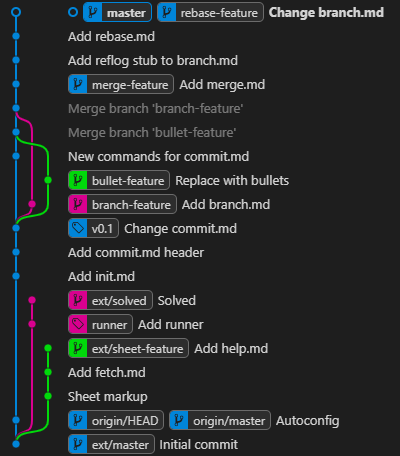 master rebase-feature Change branch.md
Add rebase.md
Add reflog stub to branch.md
merge-feature Add merge.md
Merge branch 'branch-feature'
Merge branch 'bullet-feature'
New commands for commit.md
bullet-feature Replace with bullets
branch-feature Add branch.md
v0.1 Change commit.md
Add commit.md header
Add init.md
ext/solved Solved
runner Add runner
ext/sheet-feature Add help.md
Add fetch.md
Sheet markup
origin/HEAD origin/master Autoconfig
ext/master Initial commit